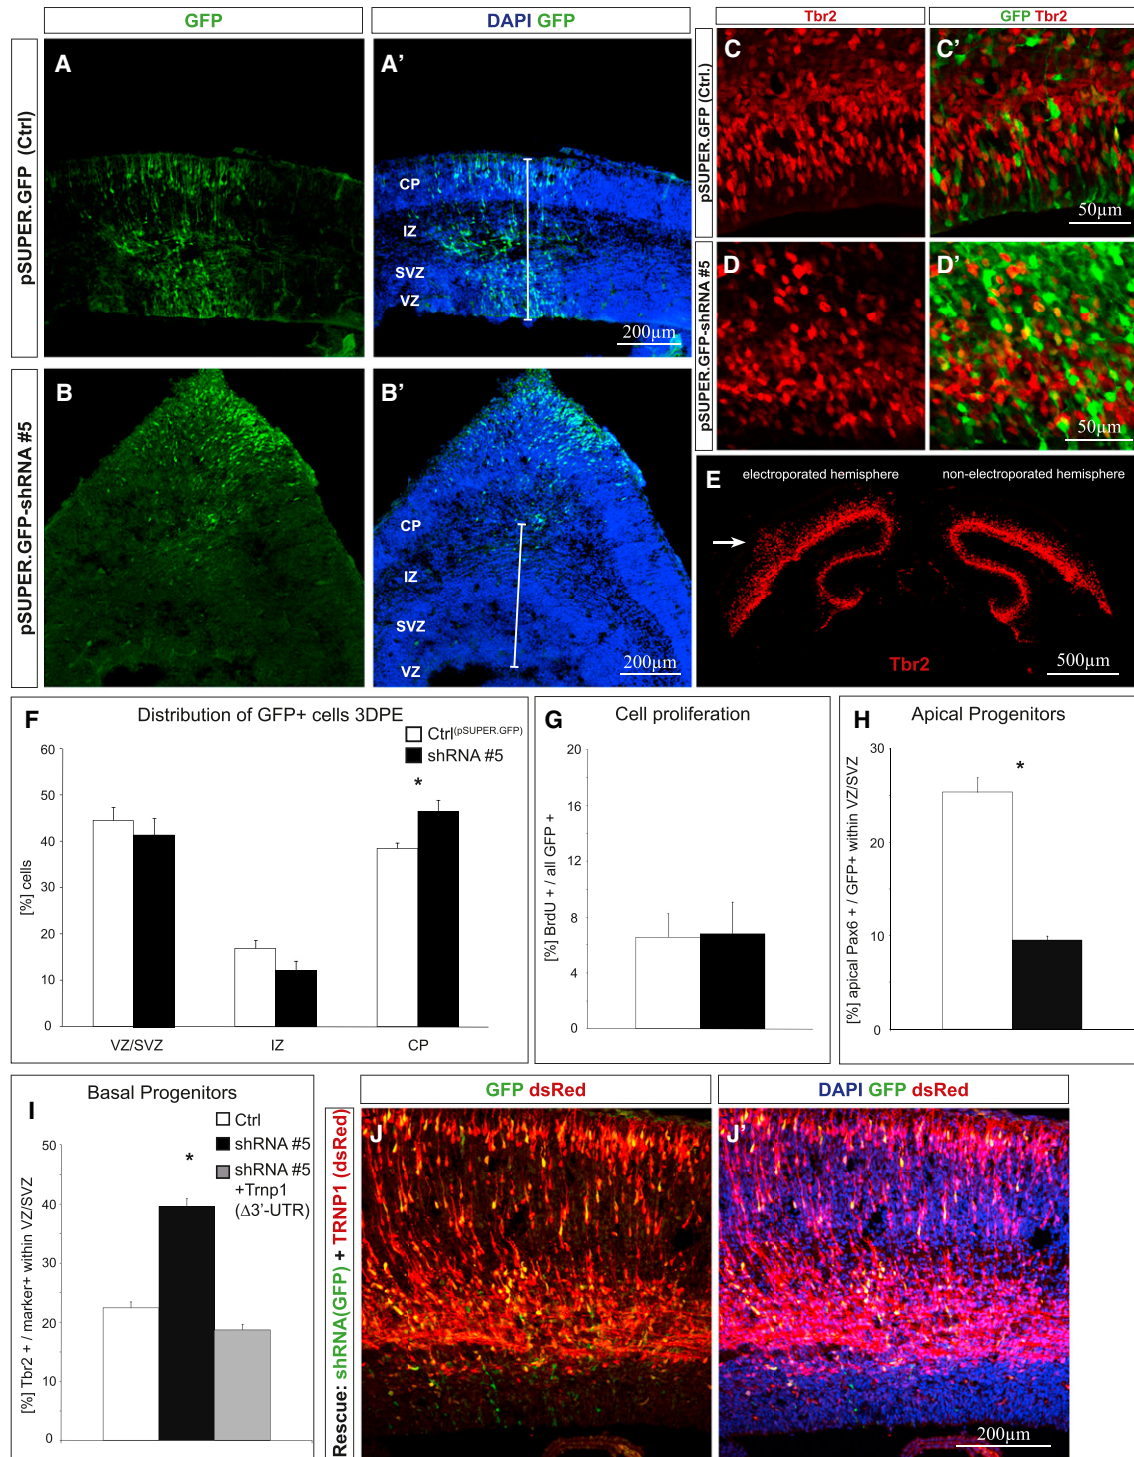 GFP
DAPI GFP
Tbr2
GFP Tbr2
pSUPER.GFP (Ctrl)
A
A'
CP
IZ
SVZ
VZ
200µm
pSUPER.GFP (Ctrl.)
C
C'
50µm
pSUPER.GFP-shRNA #5
D
D'
50µm
pSUPER.GFP-shRNA #5
B
B'
CP
IZ
SVZ
VZ
200µm
E
electroporated hemisphere
non-electroporated hemisphere
Tbr2
500µm
F
Distribution of GFP+ cells 3DPE
Ctrl(pSUPER.GFP)
shRNA #5
*
[%] cells
60
50
40
30
20
10
0
VZ/SVZ
IZ
CP
G
Cell proliferation
[%] BrdU + / all GFP +
20
16
12
8
4
0
H
Apical Progenitors
*
[%] apical Pax6 + / GFP+ within VZ/SVZ
30
20
10
0
I
Basal Progenitors
Ctrl
shRNA #5
shRNA #5
+Trnp1
(Δ3'-UTR)
*
[%] Tbr2 + / marker+ within VZ/SVZ
50
40
30
20
10
0
Rescue: shRNA(GFP) + TRNP1 (dsRed)
GFP dsRed
DAPI GFP dsRed
J
J'
200µm